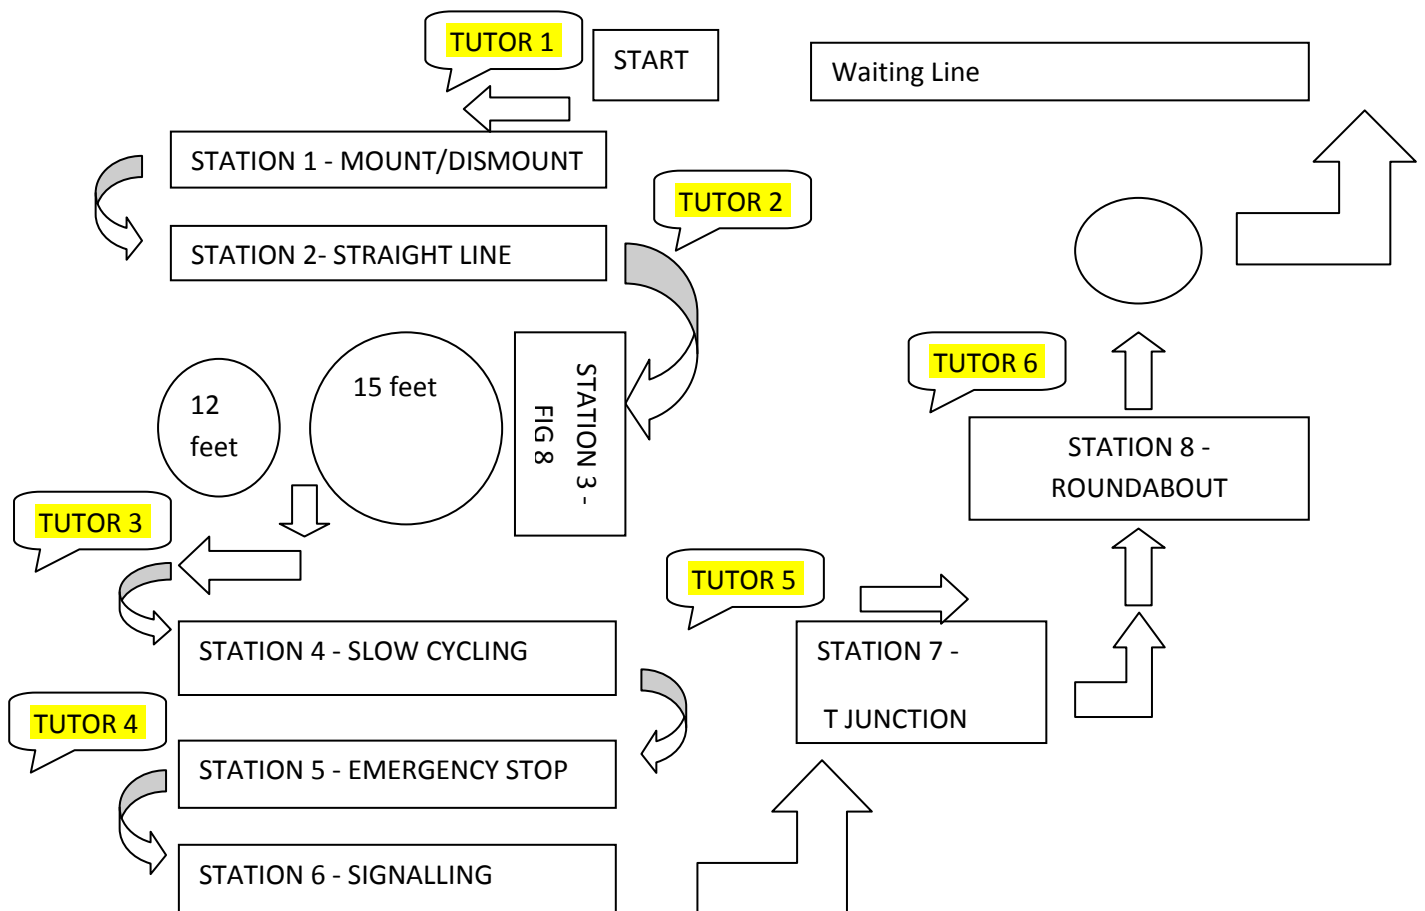 TUTOR 1
START
Waiting Line
STATION 1 - MOUNT/DISMOUNT
TUTOR 2
STATION 2- STRAIGHT LINE
12
feet
15 feet
STATION 3 -
FIG 8
TUTOR 6
STATION 8 -
ROUNDABOUT
TUTOR 3
TUTOR 5
STATION 4 - SLOW CYCLING
STATION 7 -
T JUNCTION
TUTOR 4
STATION 5 - EMERGENCY STOP
STATION 6 - SIGNALLING